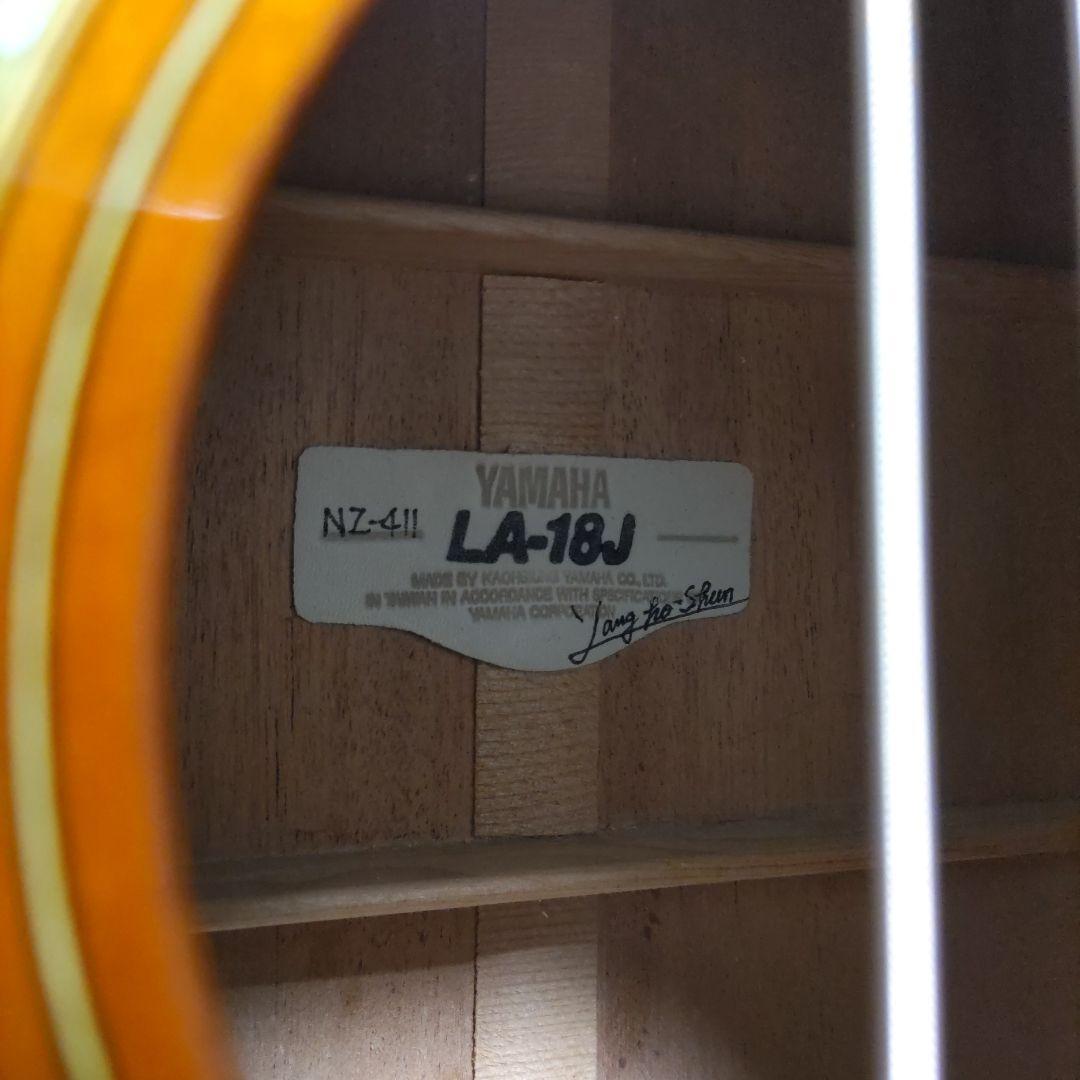 YAMAHA
NZ-411
LA-18J
MADE BY KAOHSIUNG YAMAHA CO., LTD.
IN TAIWAN IN ACCORDANCE WITH SPECIFICATIONS
YAMAHA CORPORATION